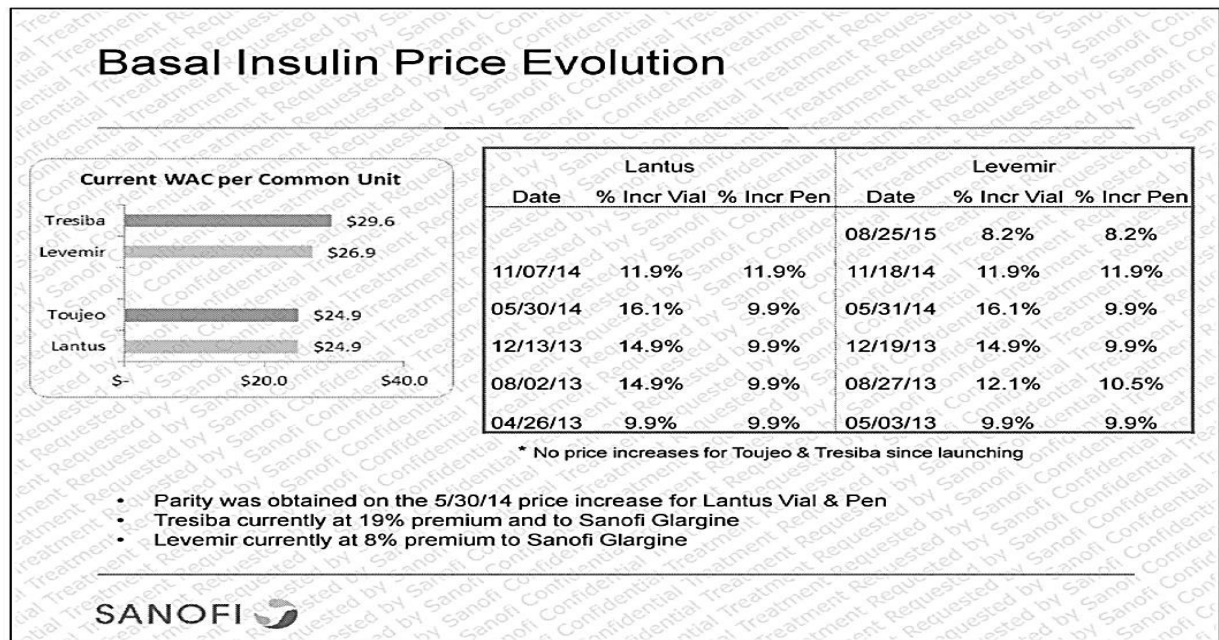 Basal Insulin Price Evolution
Current WAC per Common Unit
Tresiba $29.6
Levemir $26.9
Toujeo $24.9
Lantus $24.9
$- $20.0 $40.0
Lantus Levemir
Date % Incr Vial % Incr Pen Date % Incr Vial % Incr Pen
08/25/15 8.2% 8.2%
11/07/14 11.9% 11.9% 11/18/14 11.9% 11.9%
05/30/14 16.1% 9.9% 05/31/14 16.1% 9.9%
12/13/13 14.9% 9.9% 12/19/13 14.9% 9.9%
08/02/13 14.9% 9.9% 08/27/13 12.1% 10.5%
04/26/13 9.9% 9.9% 05/03/13 9.9% 9.9%
* No price increases for Toujeo & Tresiba since launching
• Parity was obtained on the 5/30/14 price increase for Lantus Vial & Pen
• Tresiba currently at 19% premium and to Sanofi Glargine
• Levemir currently at 8% premium to Sanofi Glargine
SANOFI
Confidential Treatment Requested by Sanofi